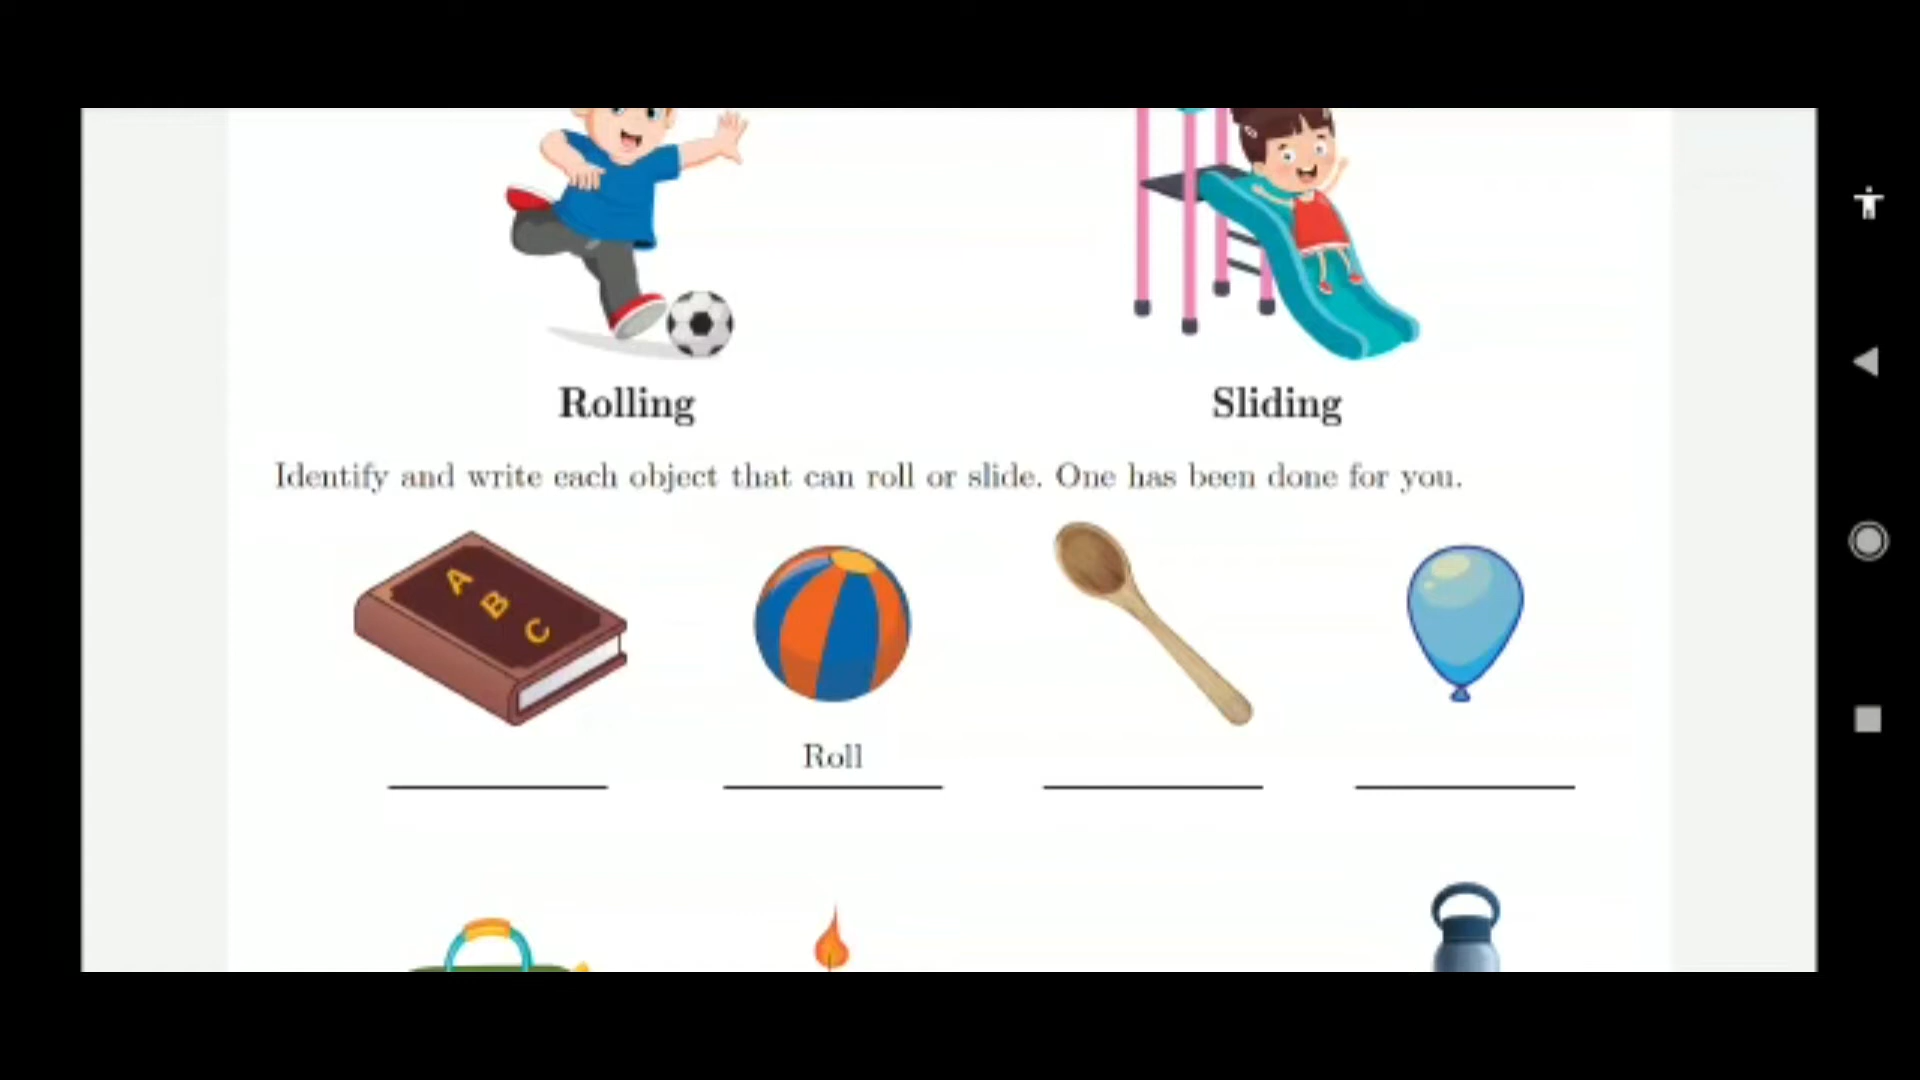 Rolling
Sliding
Identify and write each object that can roll or slide. One has been done for you.
A
B
C
Roll